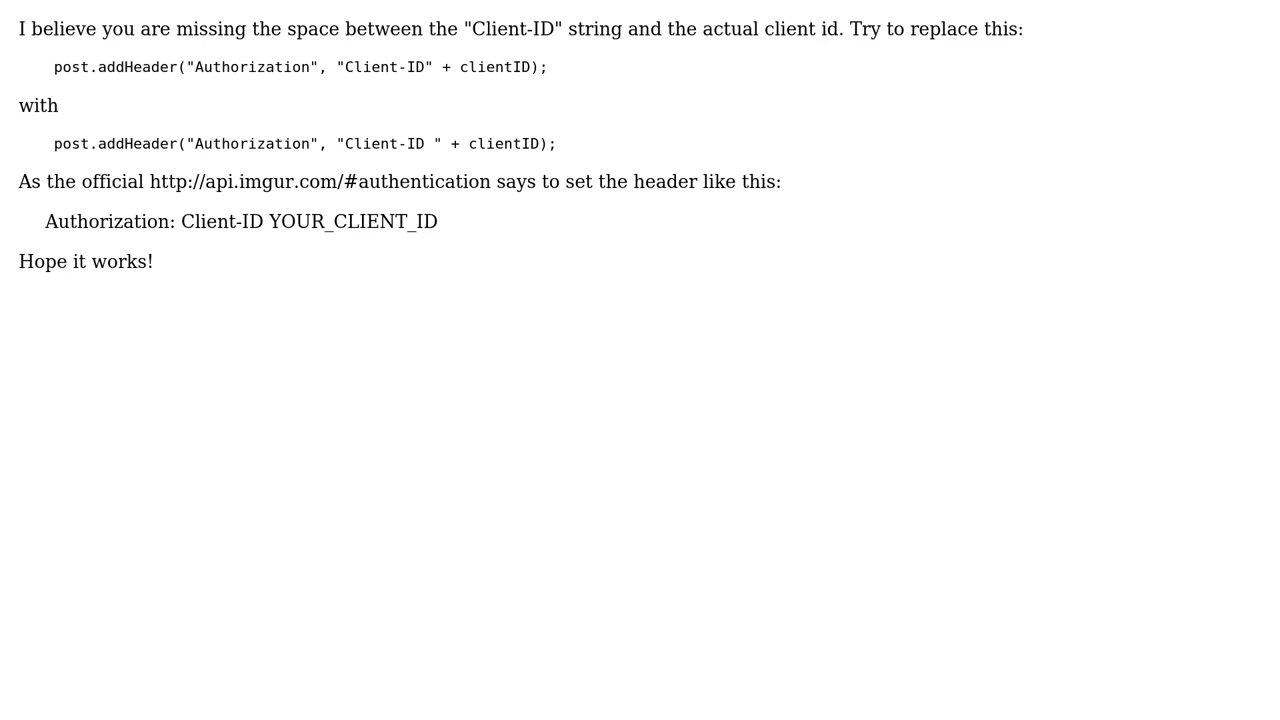 I believe you are missing the space between the "Client-ID" string and the actual client id. Try to replace this:
post.addHeader("Authorization", "Client-ID" + clientID);
with
post.addHeader("Authorization", "Client-ID " + clientID);
As the official http://api.imgur.com/#authentication says to set the header like this:
Authorization: Client-ID YOUR_CLIENT_ID
Hope it works!